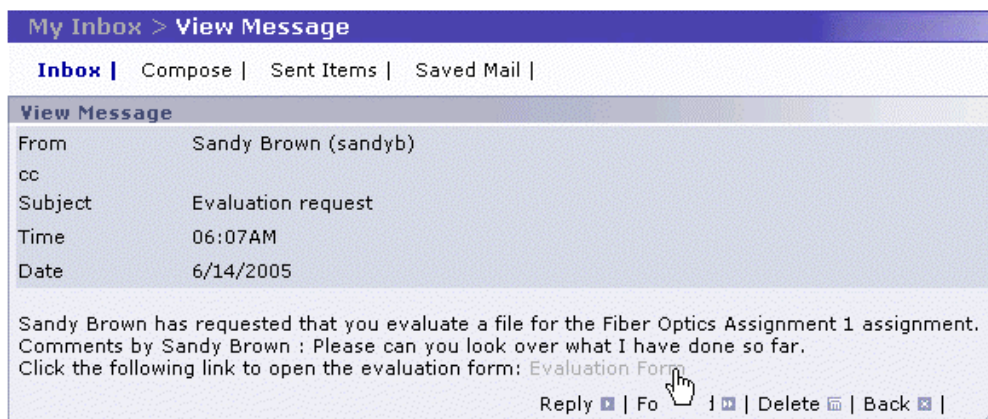 My Inbox > View Message
Inbox | Compose | Sent Items | Saved Mail |
View Message
From Sandy Brown (sandyb)
cc
Subject Evaluation request
Time 06:07AM
Date 6/14/2005
Sandy Brown has requested that you evaluate a file for the Fiber Optics Assignment 1 assignment.
Comments by Sandy Brown : Please can you look over what I have done so far.
Click the following link to open the evaluation form: Evaluation Form
Reply | | Delete | Back |